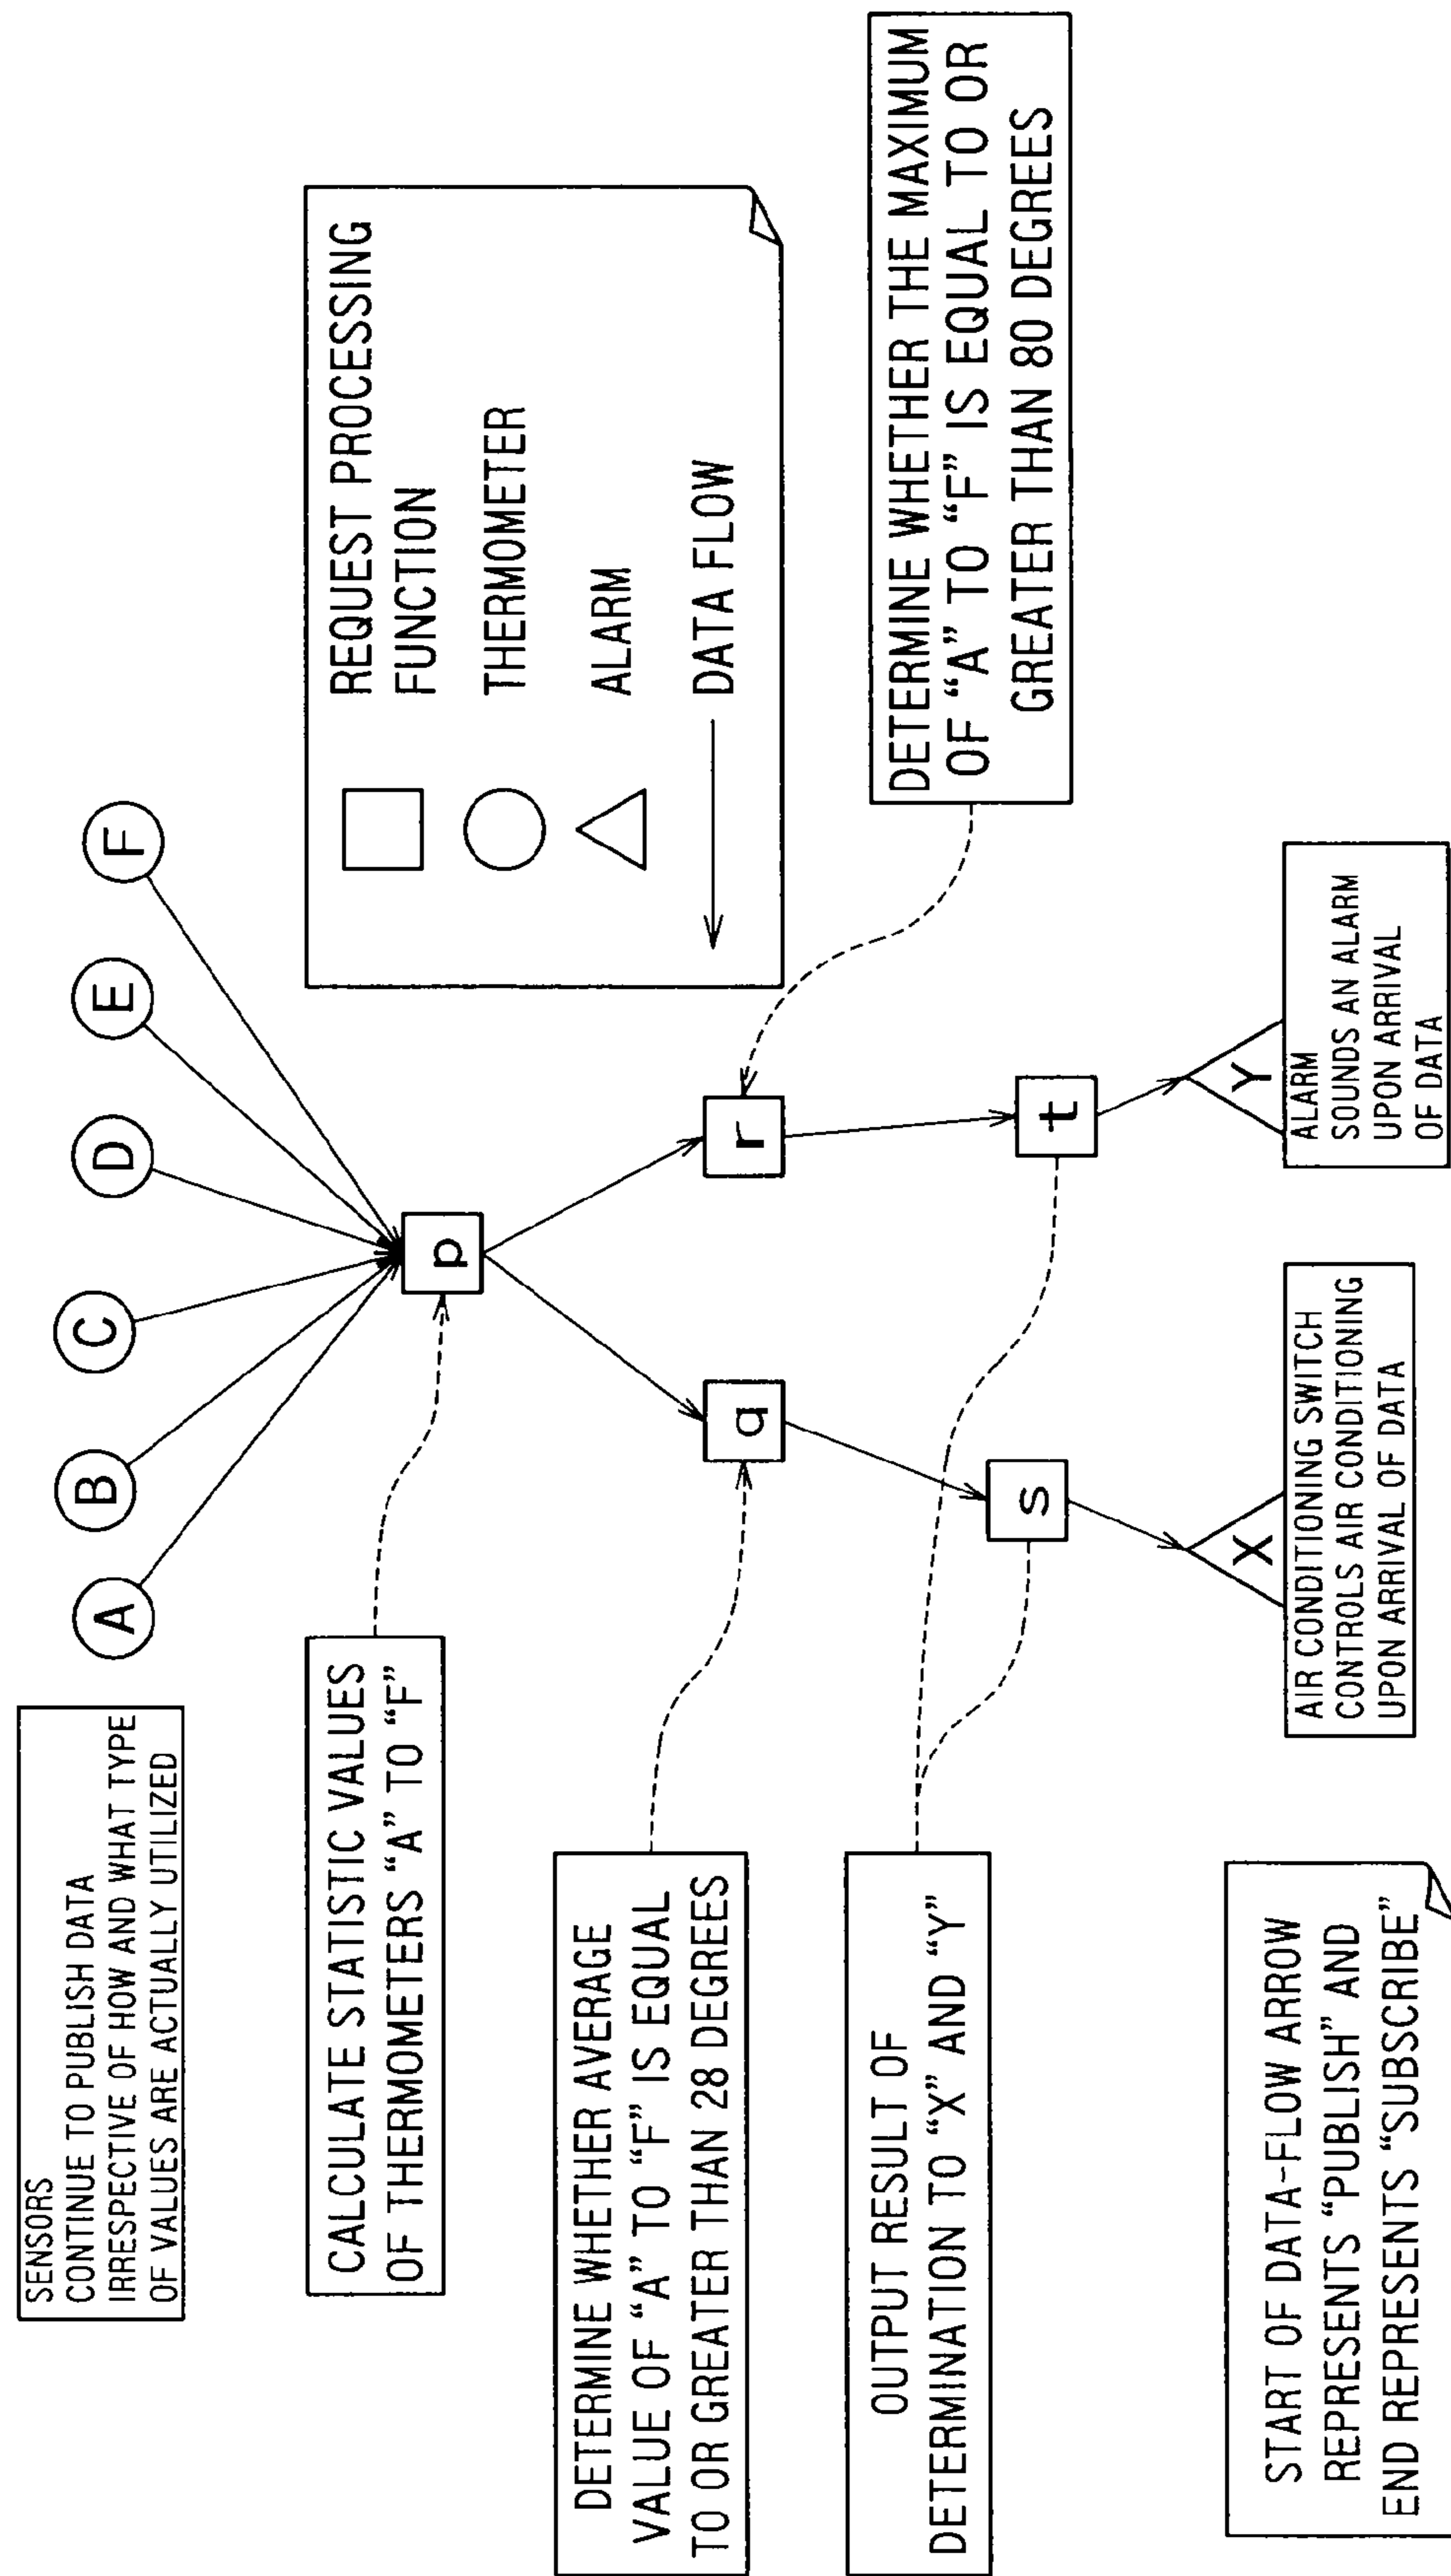 SENSORS
CONTINUE TO PUBLISH DATA
IRRESPECTIVE OF HOW AND WHAT TYPE
OF VALUES ARE ACTUALLY UTILIZED
A
B
C
D
E
F
CALCULATE STATISTIC VALUES
OF THERMOMETERS “A” TO “F”
p
REQUEST PROCESSING
FUNCTION
THERMOMETER
ALARM
DATA FLOW
DETERMINE WHETHER AVERAGE
VALUE OF “A” TO “F” IS EQUAL
TO OR GREATER THAN 28 DEGREES
q
r
DETERMINE WHETHER THE MAXIMUM
OF “A” TO “F” IS EQUAL TO OR
GREATER THAN 80 DEGREES
OUTPUT RESULT OF
DETERMINATION TO “X” AND “Y”
s
t
X
Y
AIR CONDITIONING SWITCH
CONTROLS AIR CONDITIONING
UPON ARRIVAL OF DATA
ALARM
SOUNDS AN ALARM
UPON ARRIVAL
OF DATA
START OF DATA-FLOW ARROW
REPRESENTS “PUBLISH” AND
END REPRESENTS “SUBSCRIBE”